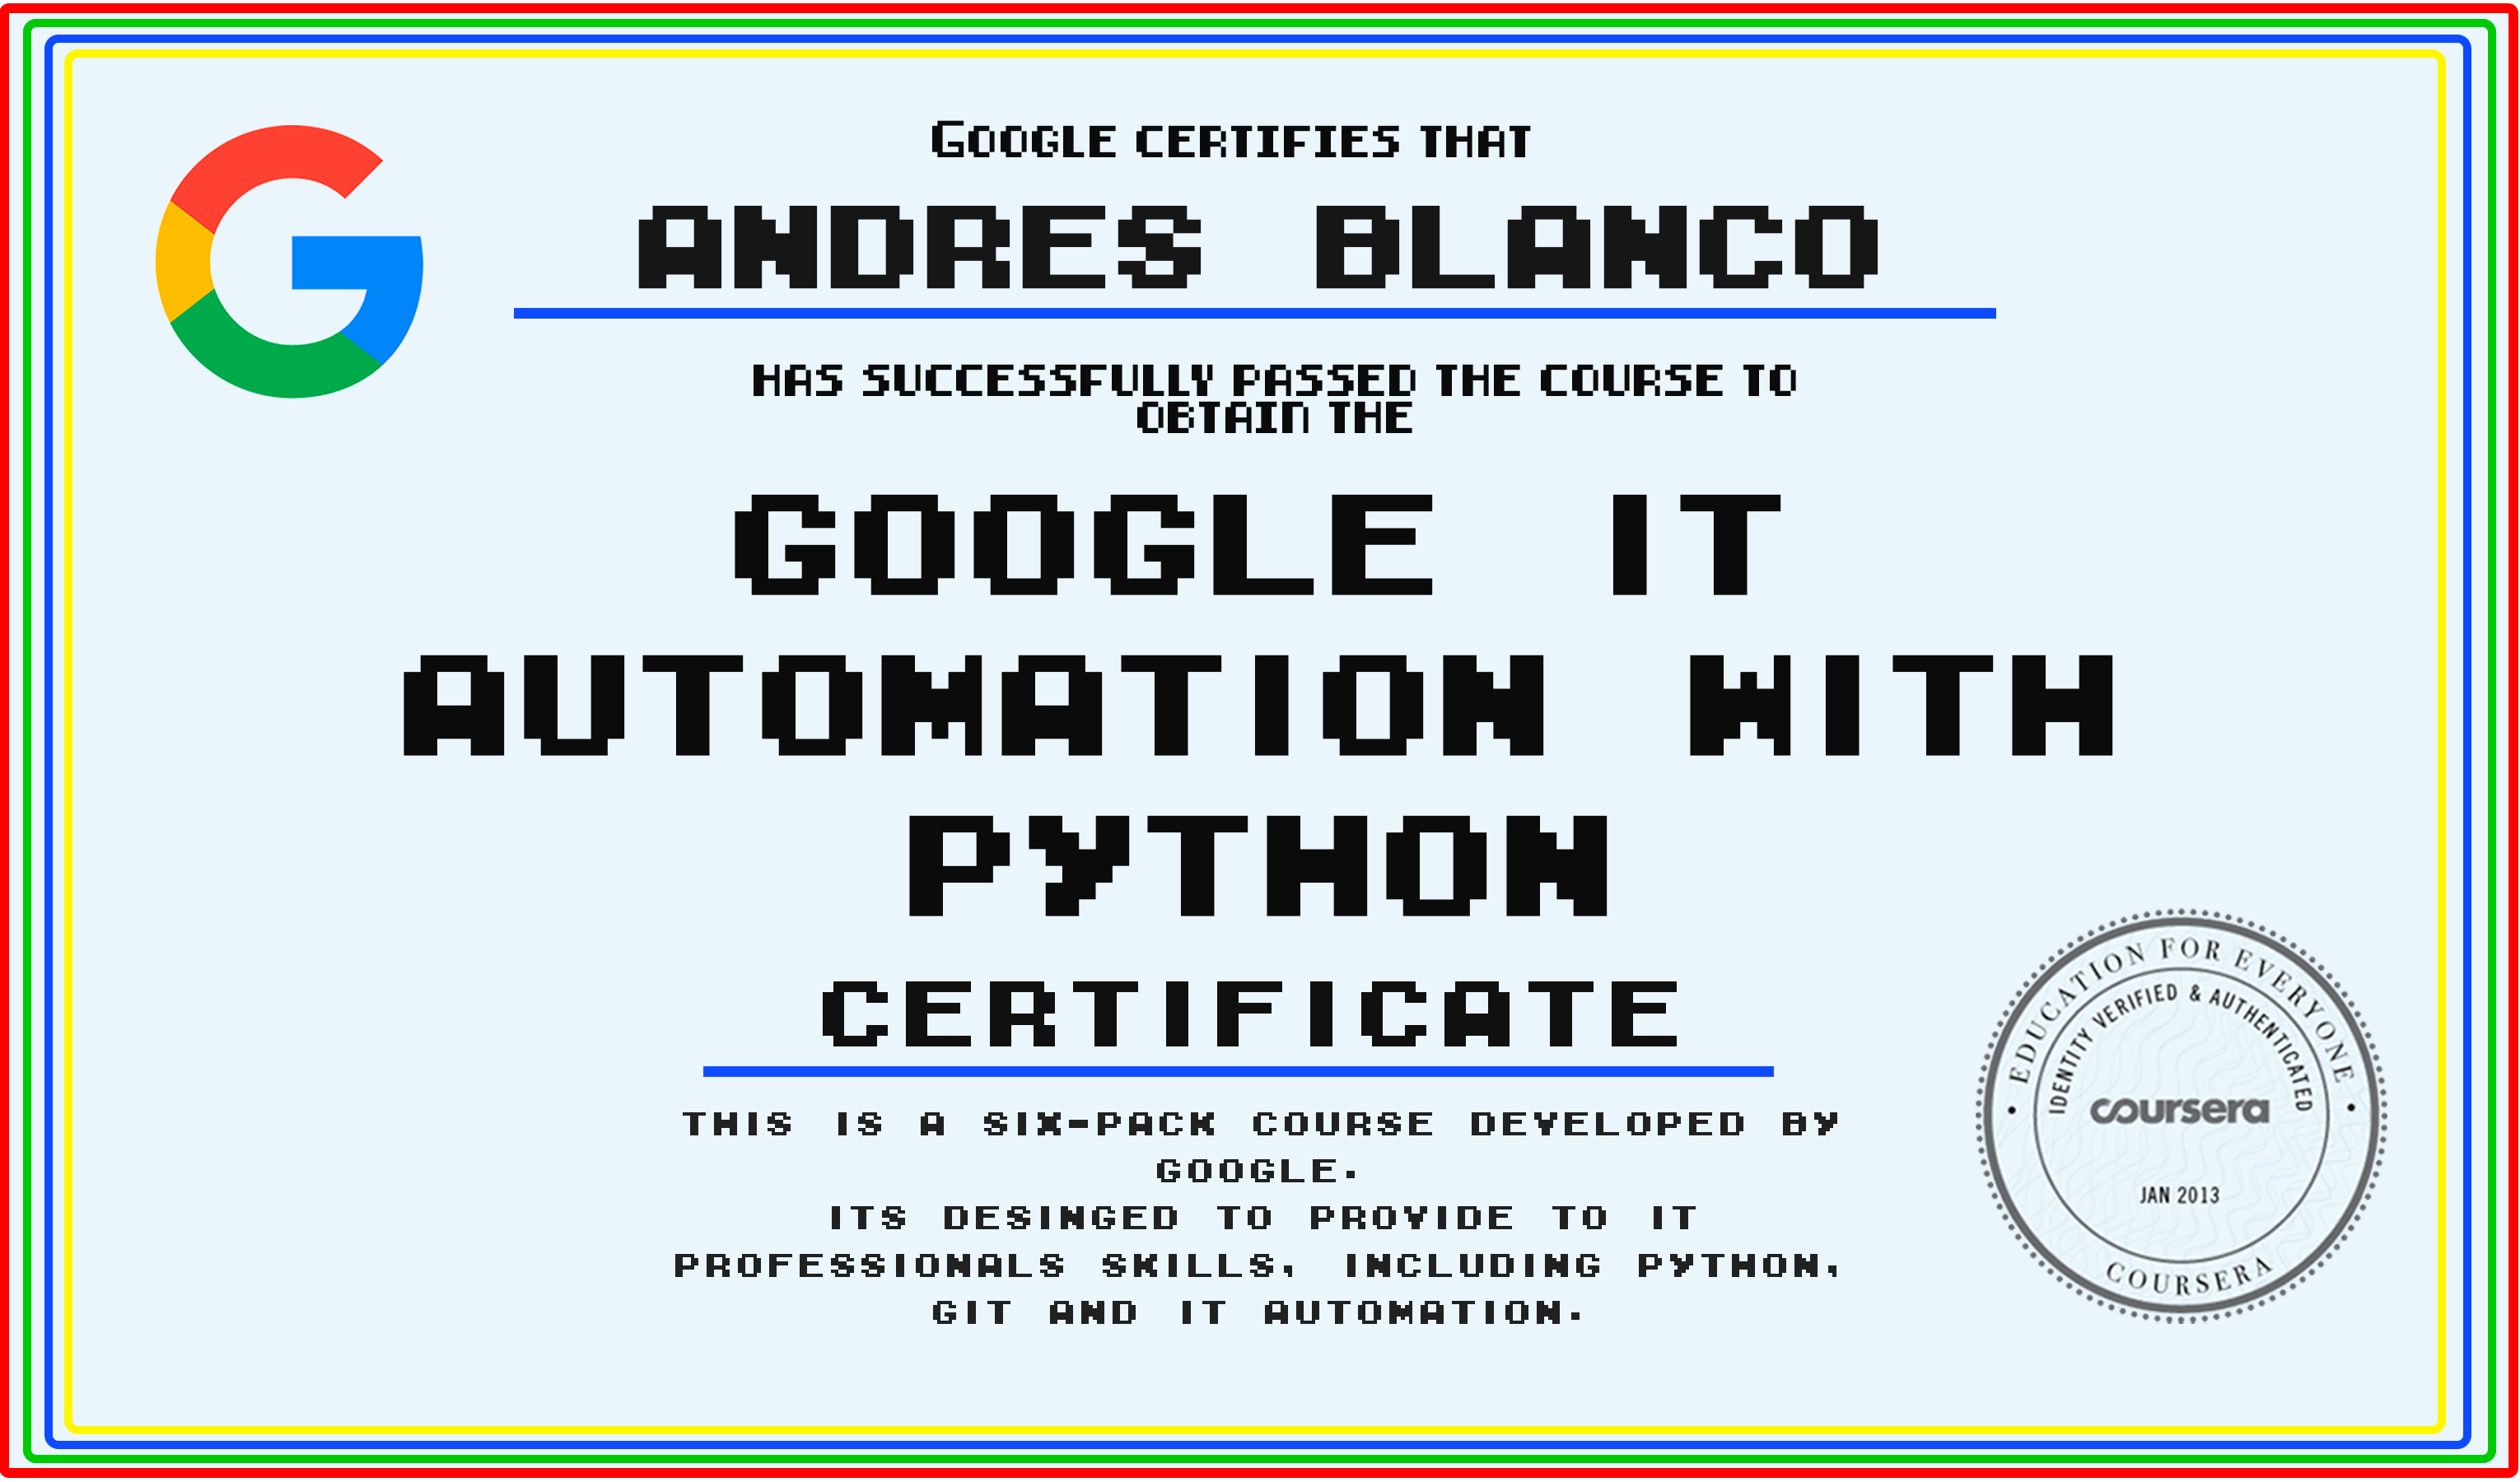 GOOGLE CERTIFIES THAT
ANDRES BLANCO
HAS SUCCESSFULLY PASSED THE COURSE TO
OBTAIN THE
GOOGLE IT
AUTOMATION WITH
PYTHON
CERTIFICATE
THIS IS A SIX-PACK COURSE DEVELOPED BY
GOOGLE.
ITS DESINGED TO PROVIDE TO IT
PROFESSIONALS SKILLS, INCLUDING PYTHON,
GIT AND IT AUTOMATION.
EDUCATION FOR EVERYONE
IDENTITY VERIFIED & AUTHENTICATED
coursera
JAN 2013
COURSERA